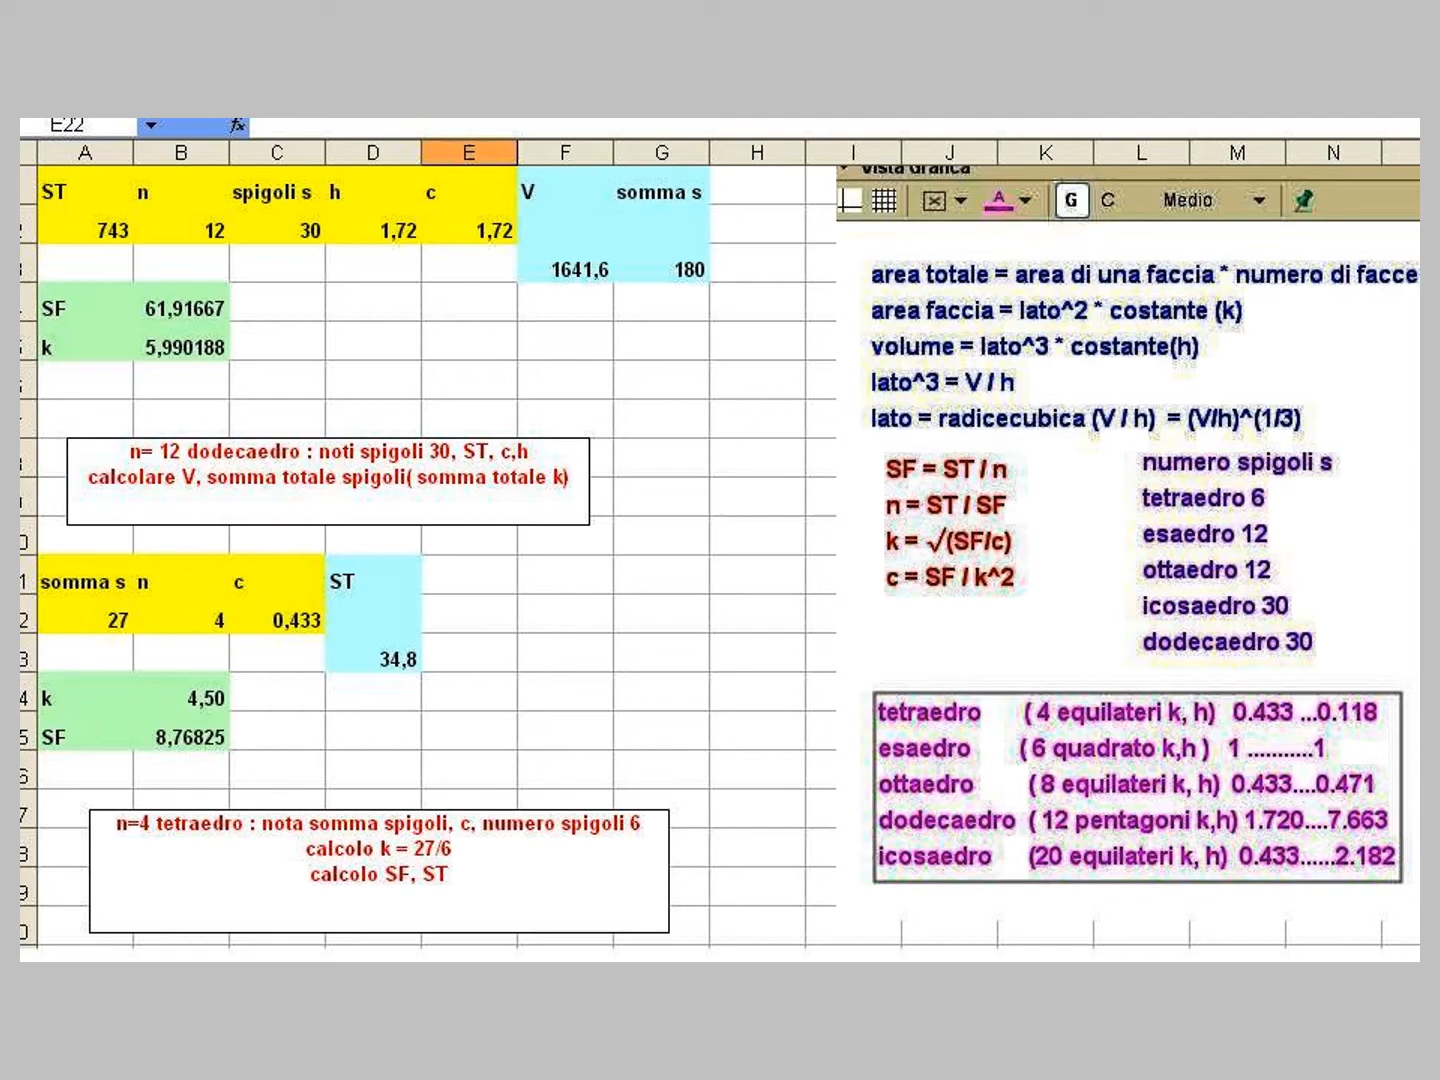 E22 fx
A B C D E F G H I J K L M N
ST n spigoli s h c V somma s
743 12 30 1,72 1,72
1641,6 180
SF 61,91667
k 5,990188
n= 12 dodecaedro : noti spigoli 30, ST, c,h
calcolare V, somma totale spigoli( somma totale k)
somma s n c ST
27 4 0,433
34,8
k 4,50
SF 8,76825
n=4 tetraedro : nota somma spigoli, c, numero spigoli 6
calcolo k = 27/6
calcolo SF, ST
Vista Grafica
A G C Medio
area totale = area di una faccia * numero di facce
area faccia = lato^2 * costante (k)
volume = lato^3 * costante(h)
lato^3 = V / h
lato = radicecubica (V / h) = (V/h)^(1/3)
SF = ST / n
n = ST / SF
k = √(SF/c)
c = SF / k^2
numero spigoli s
tetraedro 6
esaedro 12
ottaedro 12
icosaedro 30
dodecaedro 30
tetraedro ( 4 equilateri k, h) 0.433 ...0.118
esaedro ( 6 quadrato k,h ) 1 ...........1
ottaedro ( 8 equilateri k, h) 0.433....0.471
dodecaedro ( 12 pentagoni k,h) 1.720....7.663
icosaedro (20 equilateri k, h) 0.433......2.182